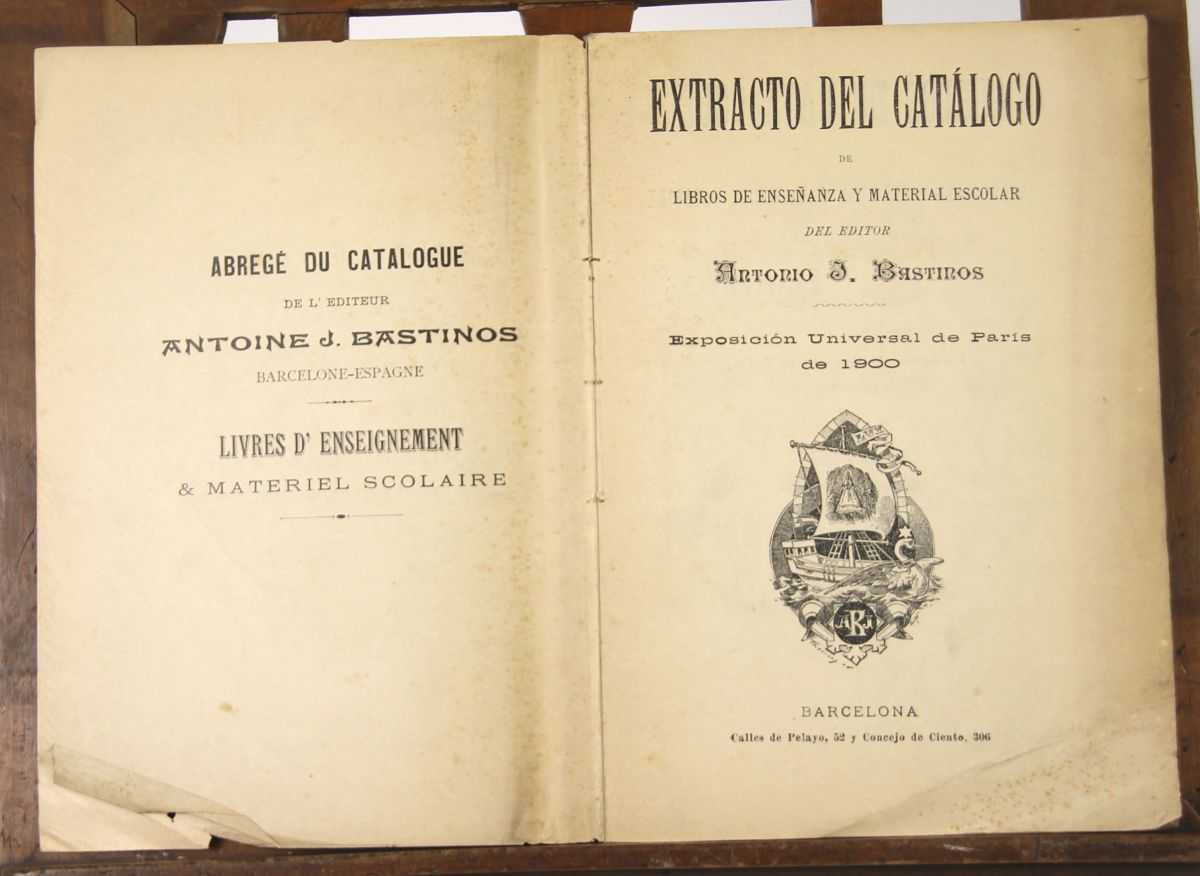 ABREGÉ DU CATALOGUE
DE L' EDITEUR
ANTOINE J. BASTINOS
BARCELONE-ESPAGNE
LIVRES D' ENSEIGNEMENT
& MATERIEL SCOLAIRE
EXTRACTO DEL CATÁLOGO
DE
LIBROS DE ENSEÑANZA Y MATERIAL ESCOLAR
DEL EDITOR
ANTONIO J. BASTINOS
Exposición Universal de París
de 1900
BARCELONA
Calles de Pelayo, 52 y Concejo de Ciento, 306